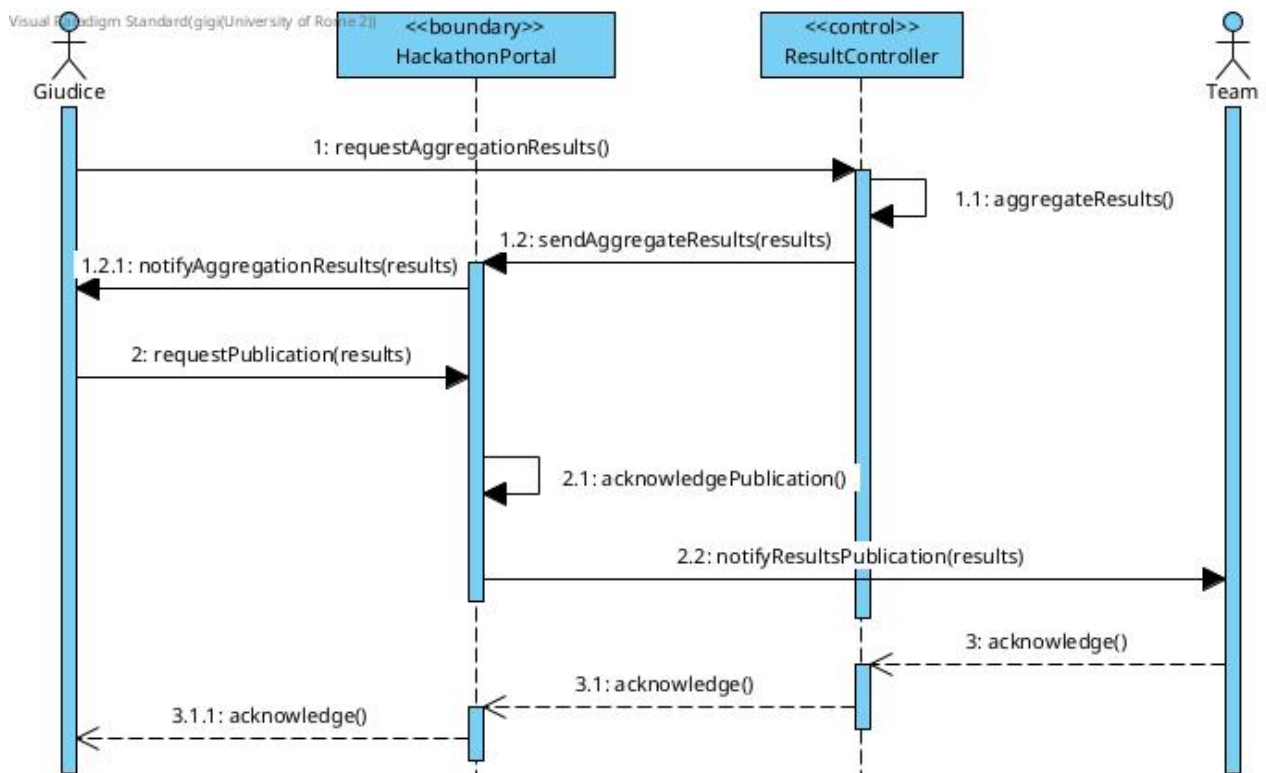 Visual Paradigm Standard(gigi(University of Rome 2))
<<boundary>>
HackathonPortal
<<control>>
ResultController
Giudice
Team
1: requestAggregationResults()
1.1: aggregateResults()
1.2: sendAggregateResults(results)
1.2.1: notifyAggregationResults(results)
2: requestPublication(results)
2.1: acknowledgePublication()
2.2: notifyResultsPublication(results)
3: acknowledge()
3.1: acknowledge()
3.1.1: acknowledge()